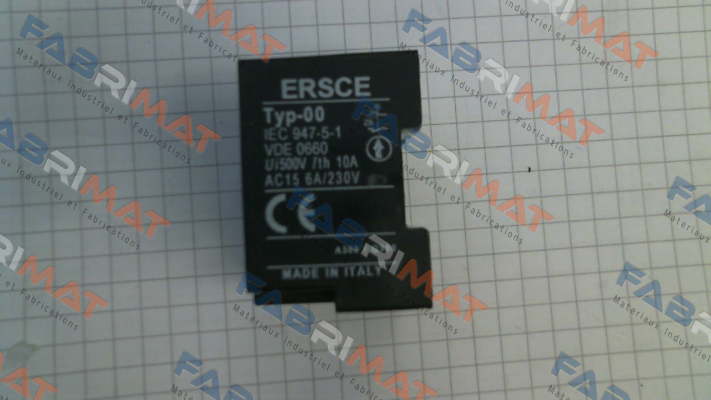 ERSCE
Typ-00
IEC 947-5-1
VDE 0660
Ui500V Ith 10A
AC15 6A/230V
CE
MADE IN ITALY
FABRIMAT
Materiaux Industriel et Fabrications